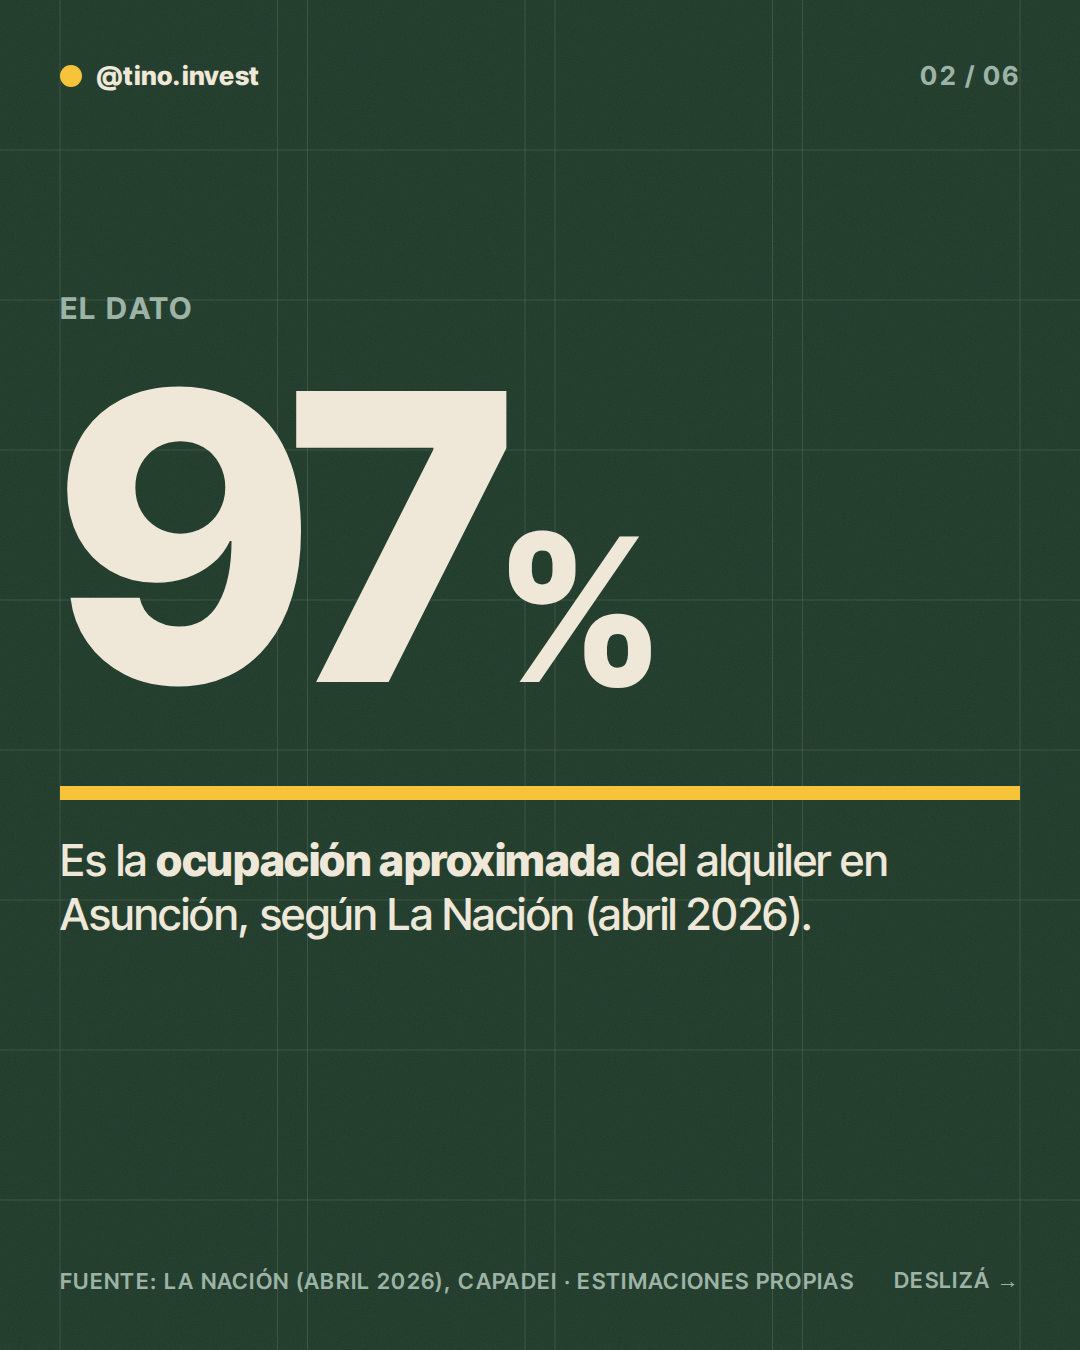 @tino.invest
02 / 06
EL DATO
97%
Es la ocupación aproximada del alquiler en
Asunción, según La Nación (abril 2026).
FUENTE: LA NACIÓN (ABRIL 2026), CAPADEI · ESTIMACIONES PROPIAS
DESLIZÁ →